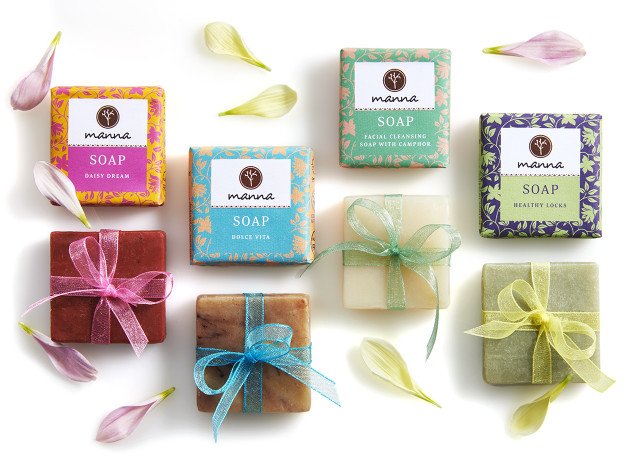 manna
SOAP
DAISY DREAM
manna
SOAP
DOLCE VITA
manna
SOAP
FACIAL CLEANSING
SOAP WITH CAMPHOR
manna
SOAP
HEALTHY LOCKS